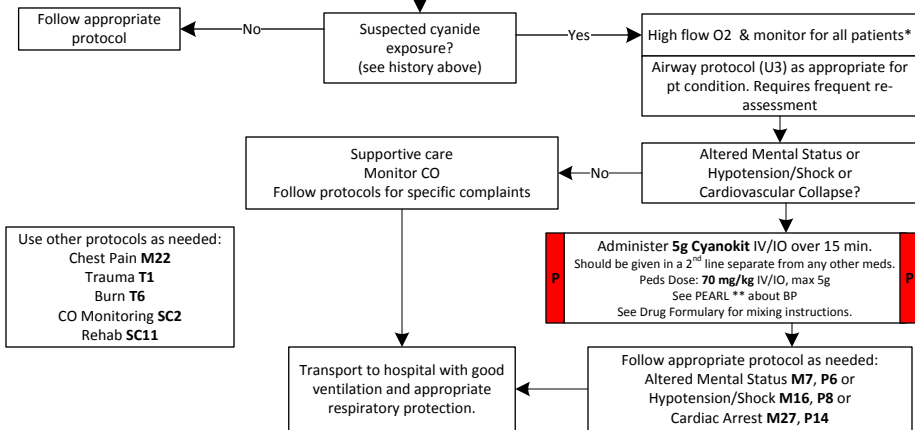 Follow appropriate
protocol
No
Suspected cyanide
exposure?
(see history above)
Yes
High flow O2 & monitor for all patients*
Airway protocol (U3) as appropriate for
pt condition. Requires frequent re-
assessment
Supportive care
Monitor CO
Follow protocols for specific complaints
No
Altered Mental Status or
Hypotension/Shock or
Cardiovascular Collapse?
Use other protocols as needed:
Chest Pain M22
Trauma T1
Burn T6
CO Monitoring SC2
Rehab SC11
P
Administer 5g Cyanokit IV/IO over 15 min.
Should be given in a 2nd line separate from any other meds.
Peds Dose: 70 mg/kg IV/IO, max 5g
See PEARL ** about BP
See Drug Formulary for mixing instructions.
P
Transport to hospital with good
ventilation and appropriate
respiratory protection.
Follow appropriate protocol as needed:
Altered Mental Status M7, P6 or
Hypotension/Shock M16, P8 or
Cardiac Arrest M27, P14